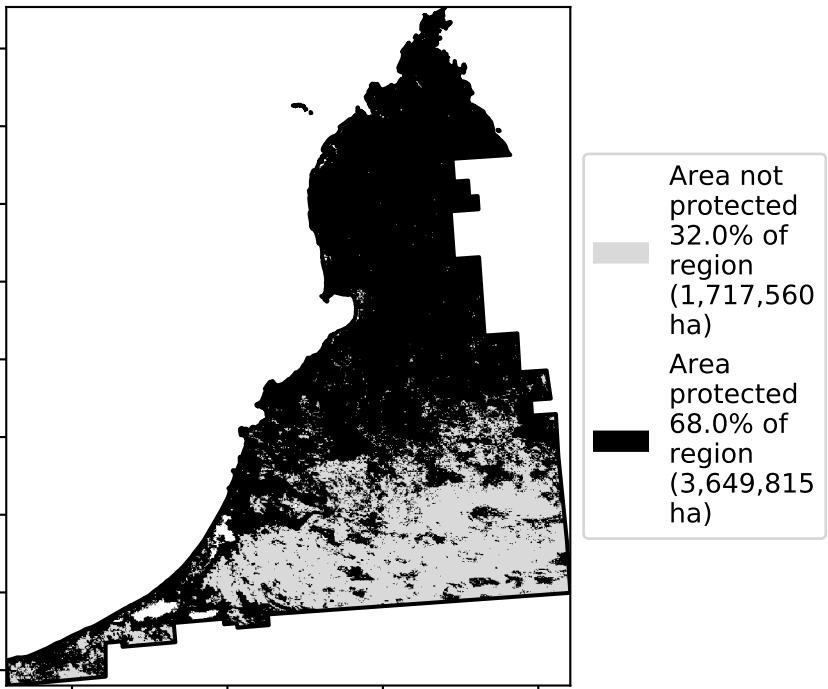 Area not
protected
32.0% of
region
(1,717,560
ha)
Area
protected
68.0% of
region
(3,649,815
ha)